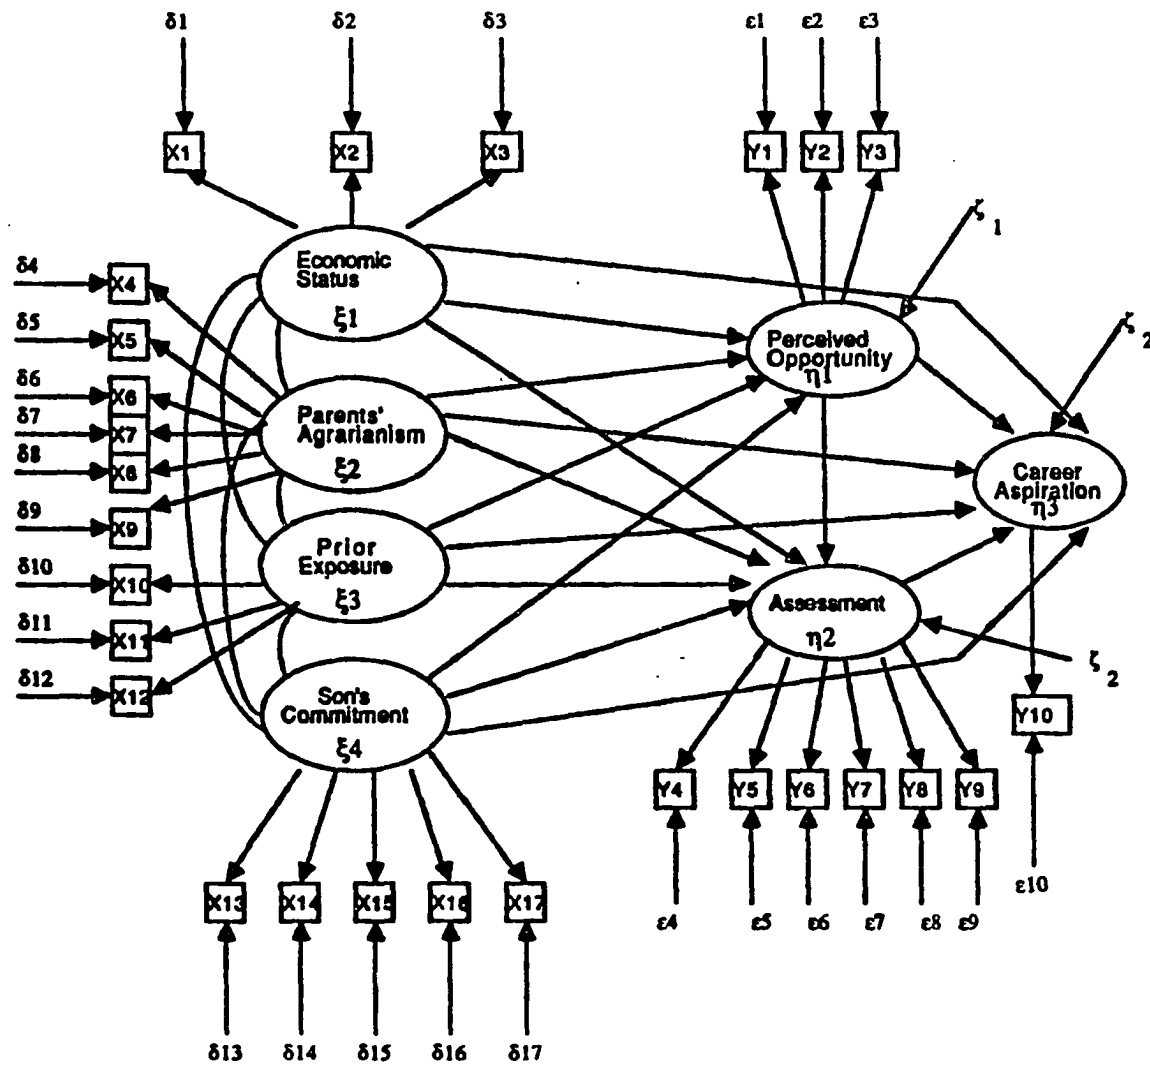 δ1 δ2 δ3 ε1 ε2 ε3
X1 X2 X3 Y1 Y2 Y3
ζ 1
Economic
Status
ξ1
δ4
X4
δ5
X5
δ6
X6
δ7
X7
δ8
X8
δ9
X9
δ10
X10
δ11
X11
δ12
X12
Parents'
Agrarianism
ξ2
Prior
Exposure
ξ3
Son's
Commitment
ξ4
Perceived
Opportunity
η1
ζ 2
Career
Aspiration
η3
Assessment
η2
ζ 2
Y10
Y4 Y5 Y6 Y7 Y8 Y9
ε10
ε4 ε5 ε6 ε7 ε8 ε9
X13 X14 X15 X16 X17
δ13 δ14 δ15 δ16 δ17